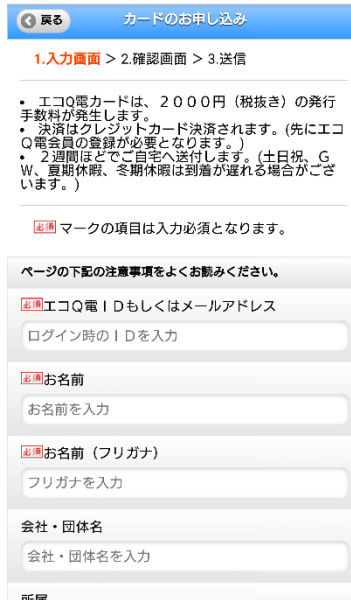 戻る
カードのお申し込み
1.入力画面 > 2.確認画面 > 3.送信
• エコQ電カードは、２０００円（税抜き）の発行
手数料が発生します。
• 決済はクレジットカード決済されます。(先にエコ
Q電会員の登録が必要となります。)
• ２週間ほどでご自宅へ送付します。(土日祝、G
W、夏期休暇、冬期休暇は到着が遅れる場合がござ
います。)
必須 マークの項目は入力必須となります。
ページの下記の注意事項をよくお読みください。
必須エコQ電ＩDもしくはメールアドレス
ログイン時のＩDを入力
必須お名前
お名前を入力
必須お名前（フリガナ）
フリガナを入力
会社・団体名
会社・団体名を入力
所属